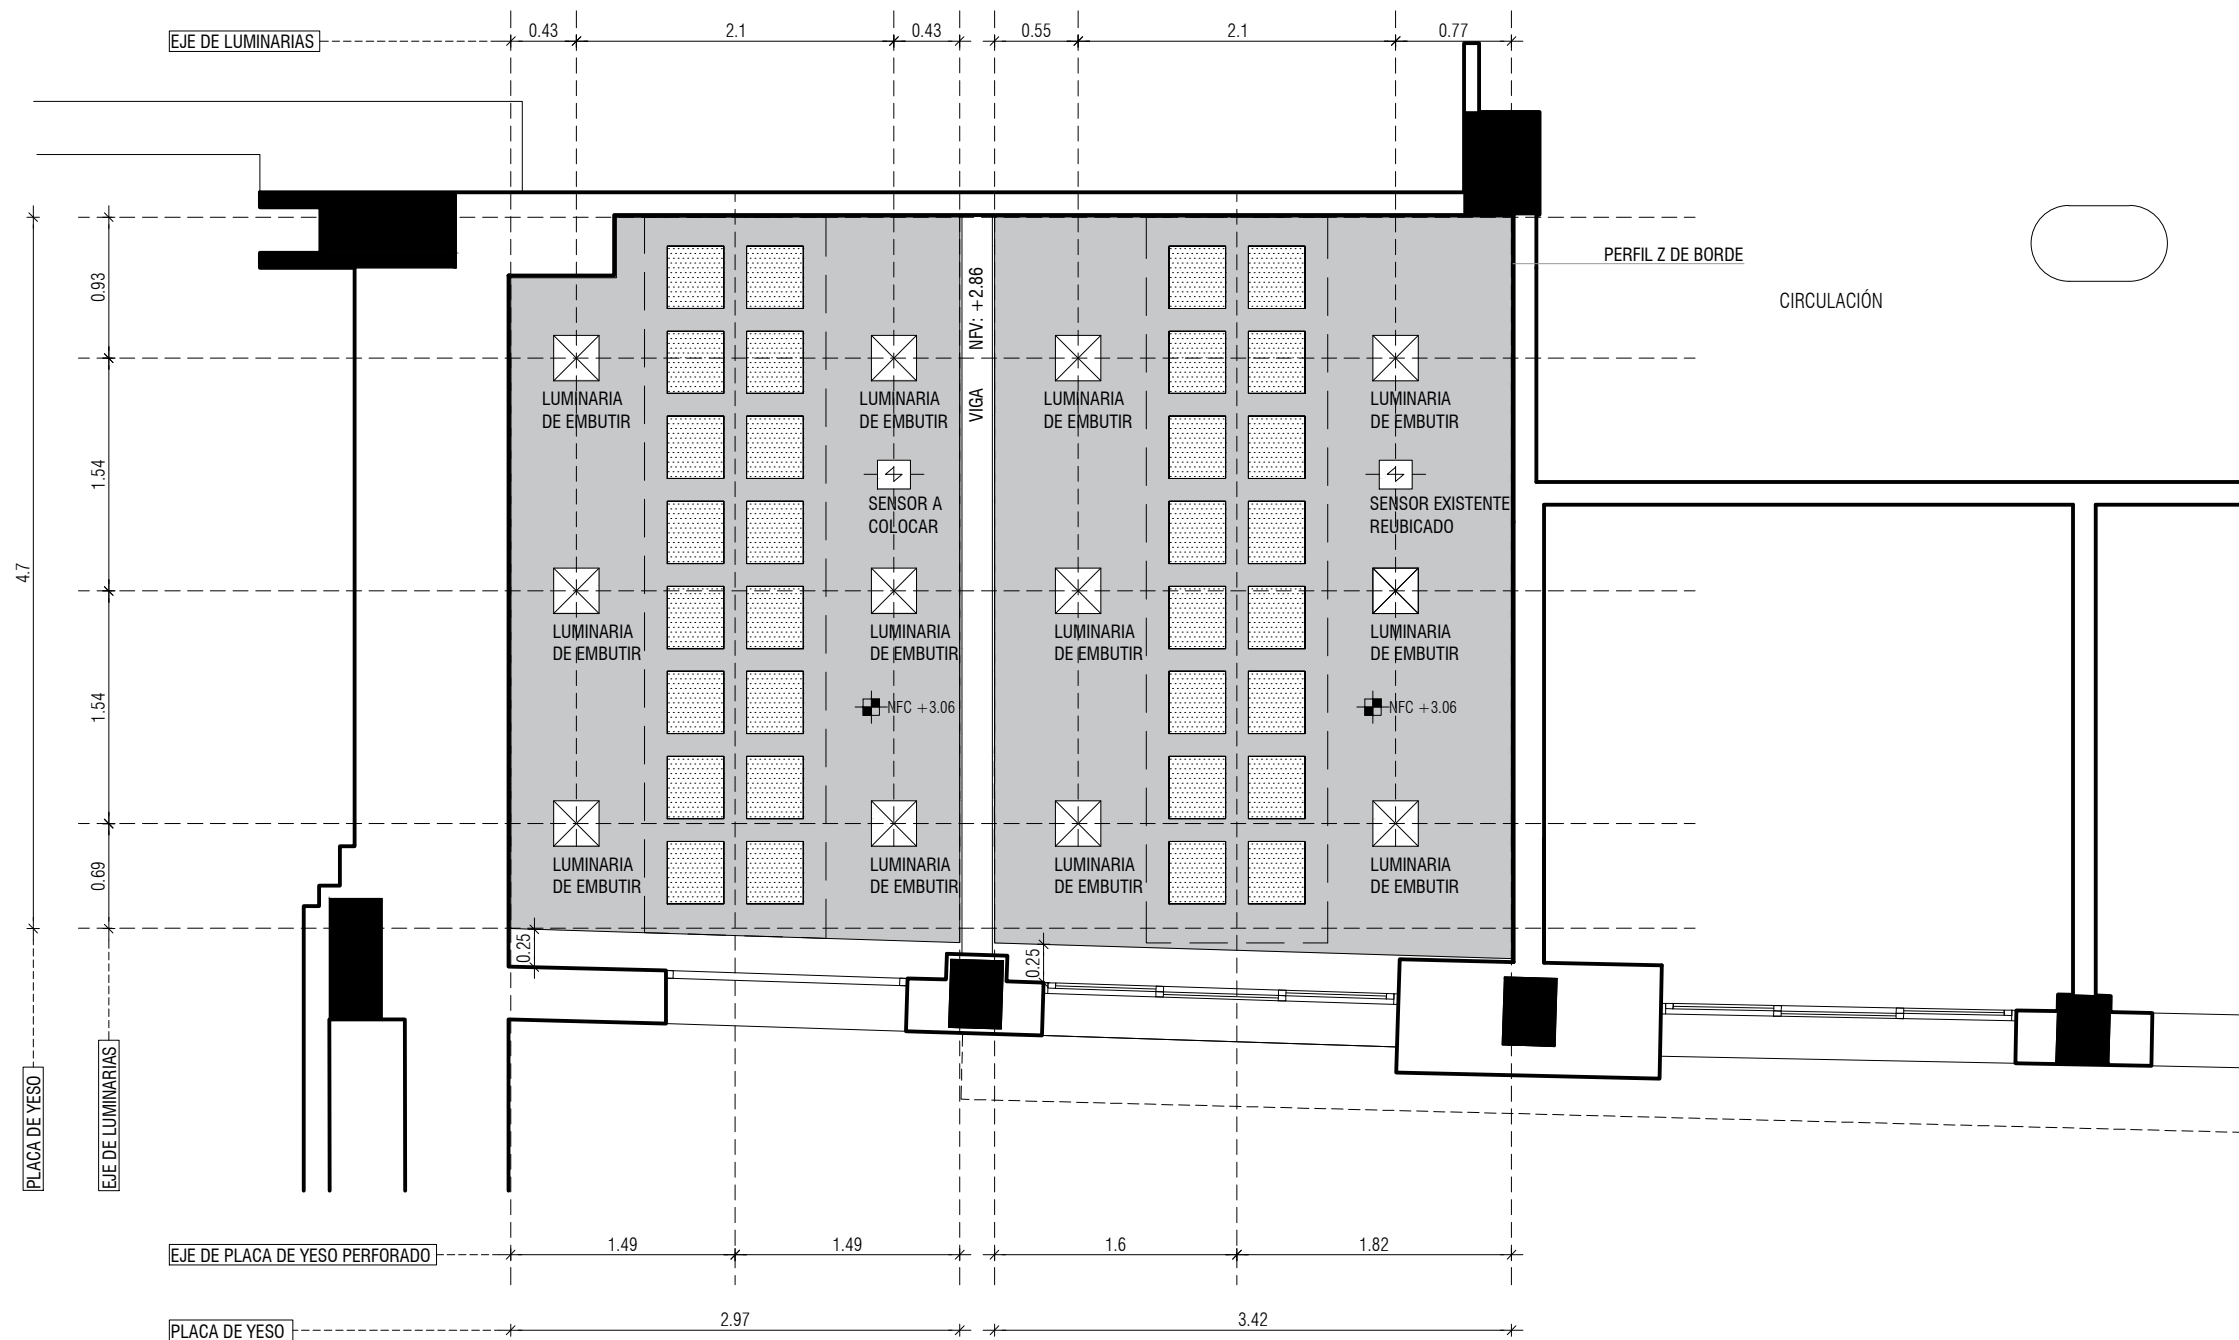 EJE DE LUMINARIAS
0.43
2.1
0.43
0.55
2.1
0.77
PERFIL Z DE BORDE
CIRCULACIÓN
VIGA NFV: +2.86
0.93
1.54
1.54
0.69
4.7
LUMINARIA
DE EMBUTIR
LUMINARIA
DE EMBUTIR
LUMINARIA
DE EMBUTIR
LUMINARIA
DE EMBUTIR
SENSOR A
COLOCAR
SENSOR EXISTENTE
REUBICADO
LUMINARIA
DE EMBUTIR
LUMINARIA
DE EMBUTIR
LUMINARIA
DE EMBUTIR
LUMINARIA
DE EMBUTIR
NFC +3.06
NFC +3.06
LUMINARIA
DE EMBUTIR
LUMINARIA
DE EMBUTIR
LUMINARIA
DE EMBUTIR
LUMINARIA
DE EMBUTIR
0.25
0.25
PLACA DE YESO
EJE DE LUMINARIAS
EJE DE PLACA DE YESO PERFORADO
1.49
1.49
1.6
1.82
PLACA DE YESO
2.97
3.42